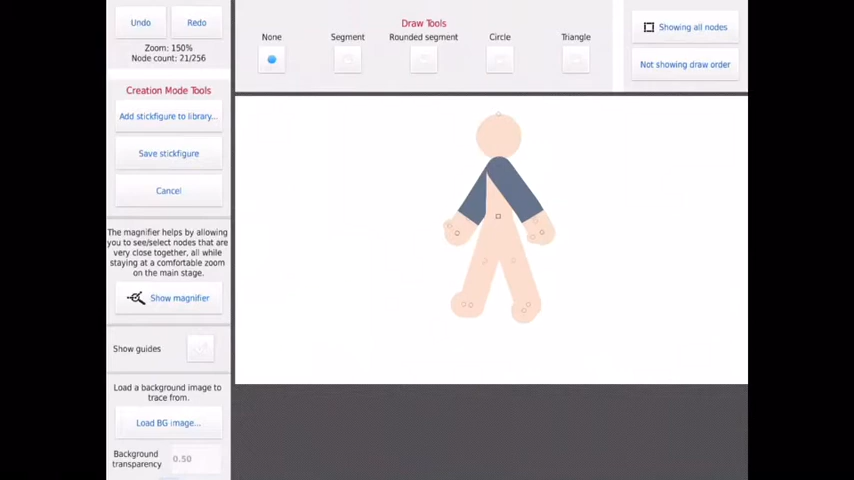 Undo
Redo
Zoom: 150%
Node count: 21/256
Creation Mode Tools
Add stickfigure to library...
Save stickfigure
Cancel
The magnifier helps by allowing
you to see/select nodes that are
very close together, all while
staying at a comfortable zoom
on the main stage.
Show magnifier
Show guides
Load a background image to
trace from.
Load BG image...
Background
transparency
0.50
Draw Tools
None
Segment
Rounded segment
Circle
Triangle
Showing all nodes
Not showing draw order